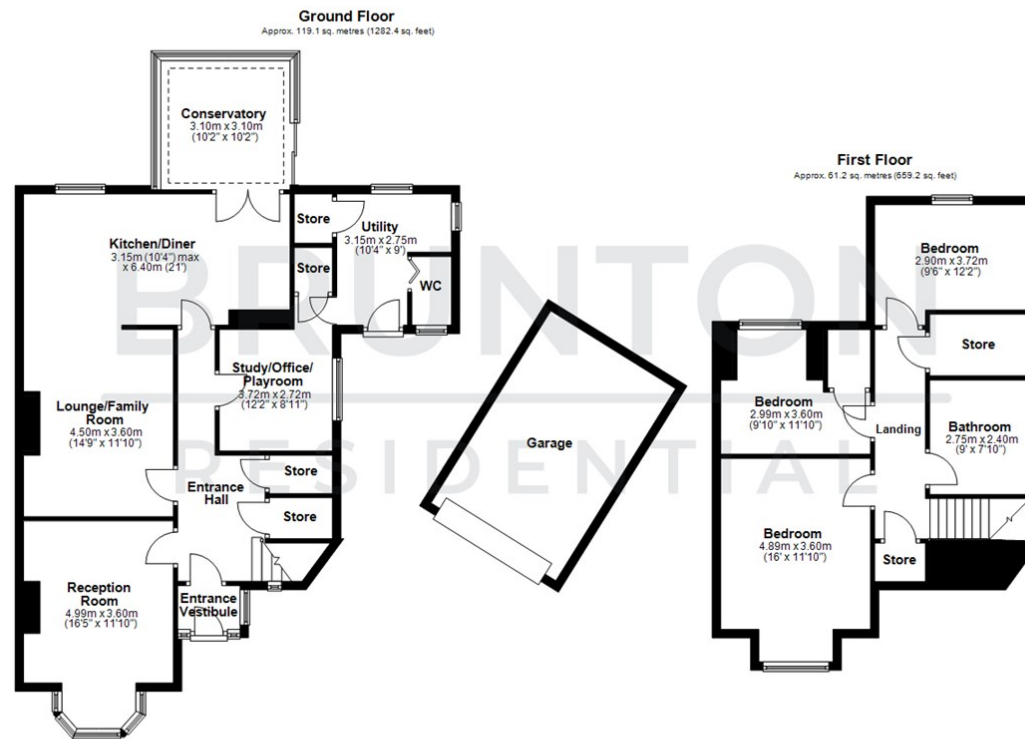 Ground Floor
Approx. 119.1 sq. metres (1282.4 sq. feet)
Conservatory
3.10m x 3.10m
(10'2" x 10'2")
Kitchen/Diner
3.15m (10'4") max
x 6.40m (21')
Store
Utility
3.15m x 2.75m
(10'4" x 9')
Store
WC
Study/Office/
Playroom
3.72m x 2.72m
(12'2" x 8'11")
Lounge/Family
Room
4.50m x 3.60m
(14'9" x 11'10")
Store
Entrance
Hall
Store
Reception
Room
4.99m x 3.60m
(16'5" x 11'10")
Entrance
Vestibule
Garage
First Floor
Approx. 61.2 sq. metres (659.2 sq. feet)
Bedroom
2.90m x 3.72m
(9'6" x 12'2")
Store
Bedroom
2.99m x 3.60m
(9'10" x 11'10")
Landing
Bathroom
2.75m x 2.40m
(9' x 7'10")
Bedroom
4.89m x 3.60m
(16' x 11'10")
Store
BRUNTON
RESIDENTIAL